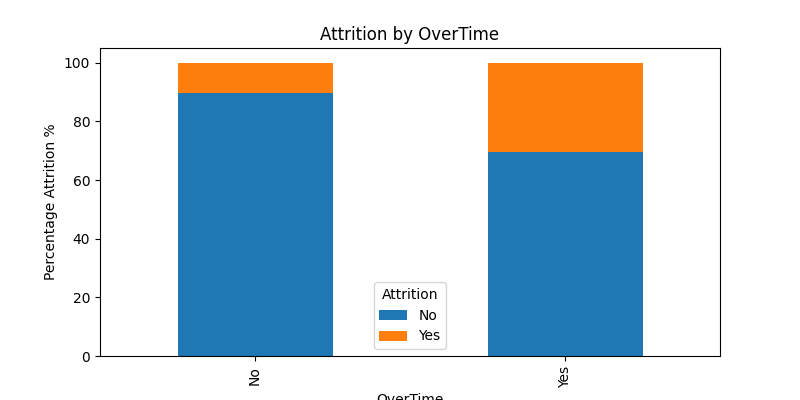 Attrition by OverTime
Percentage Attrition %
100
80
60
40
20
0
Attrition
No
Yes
No
Yes
OverTime